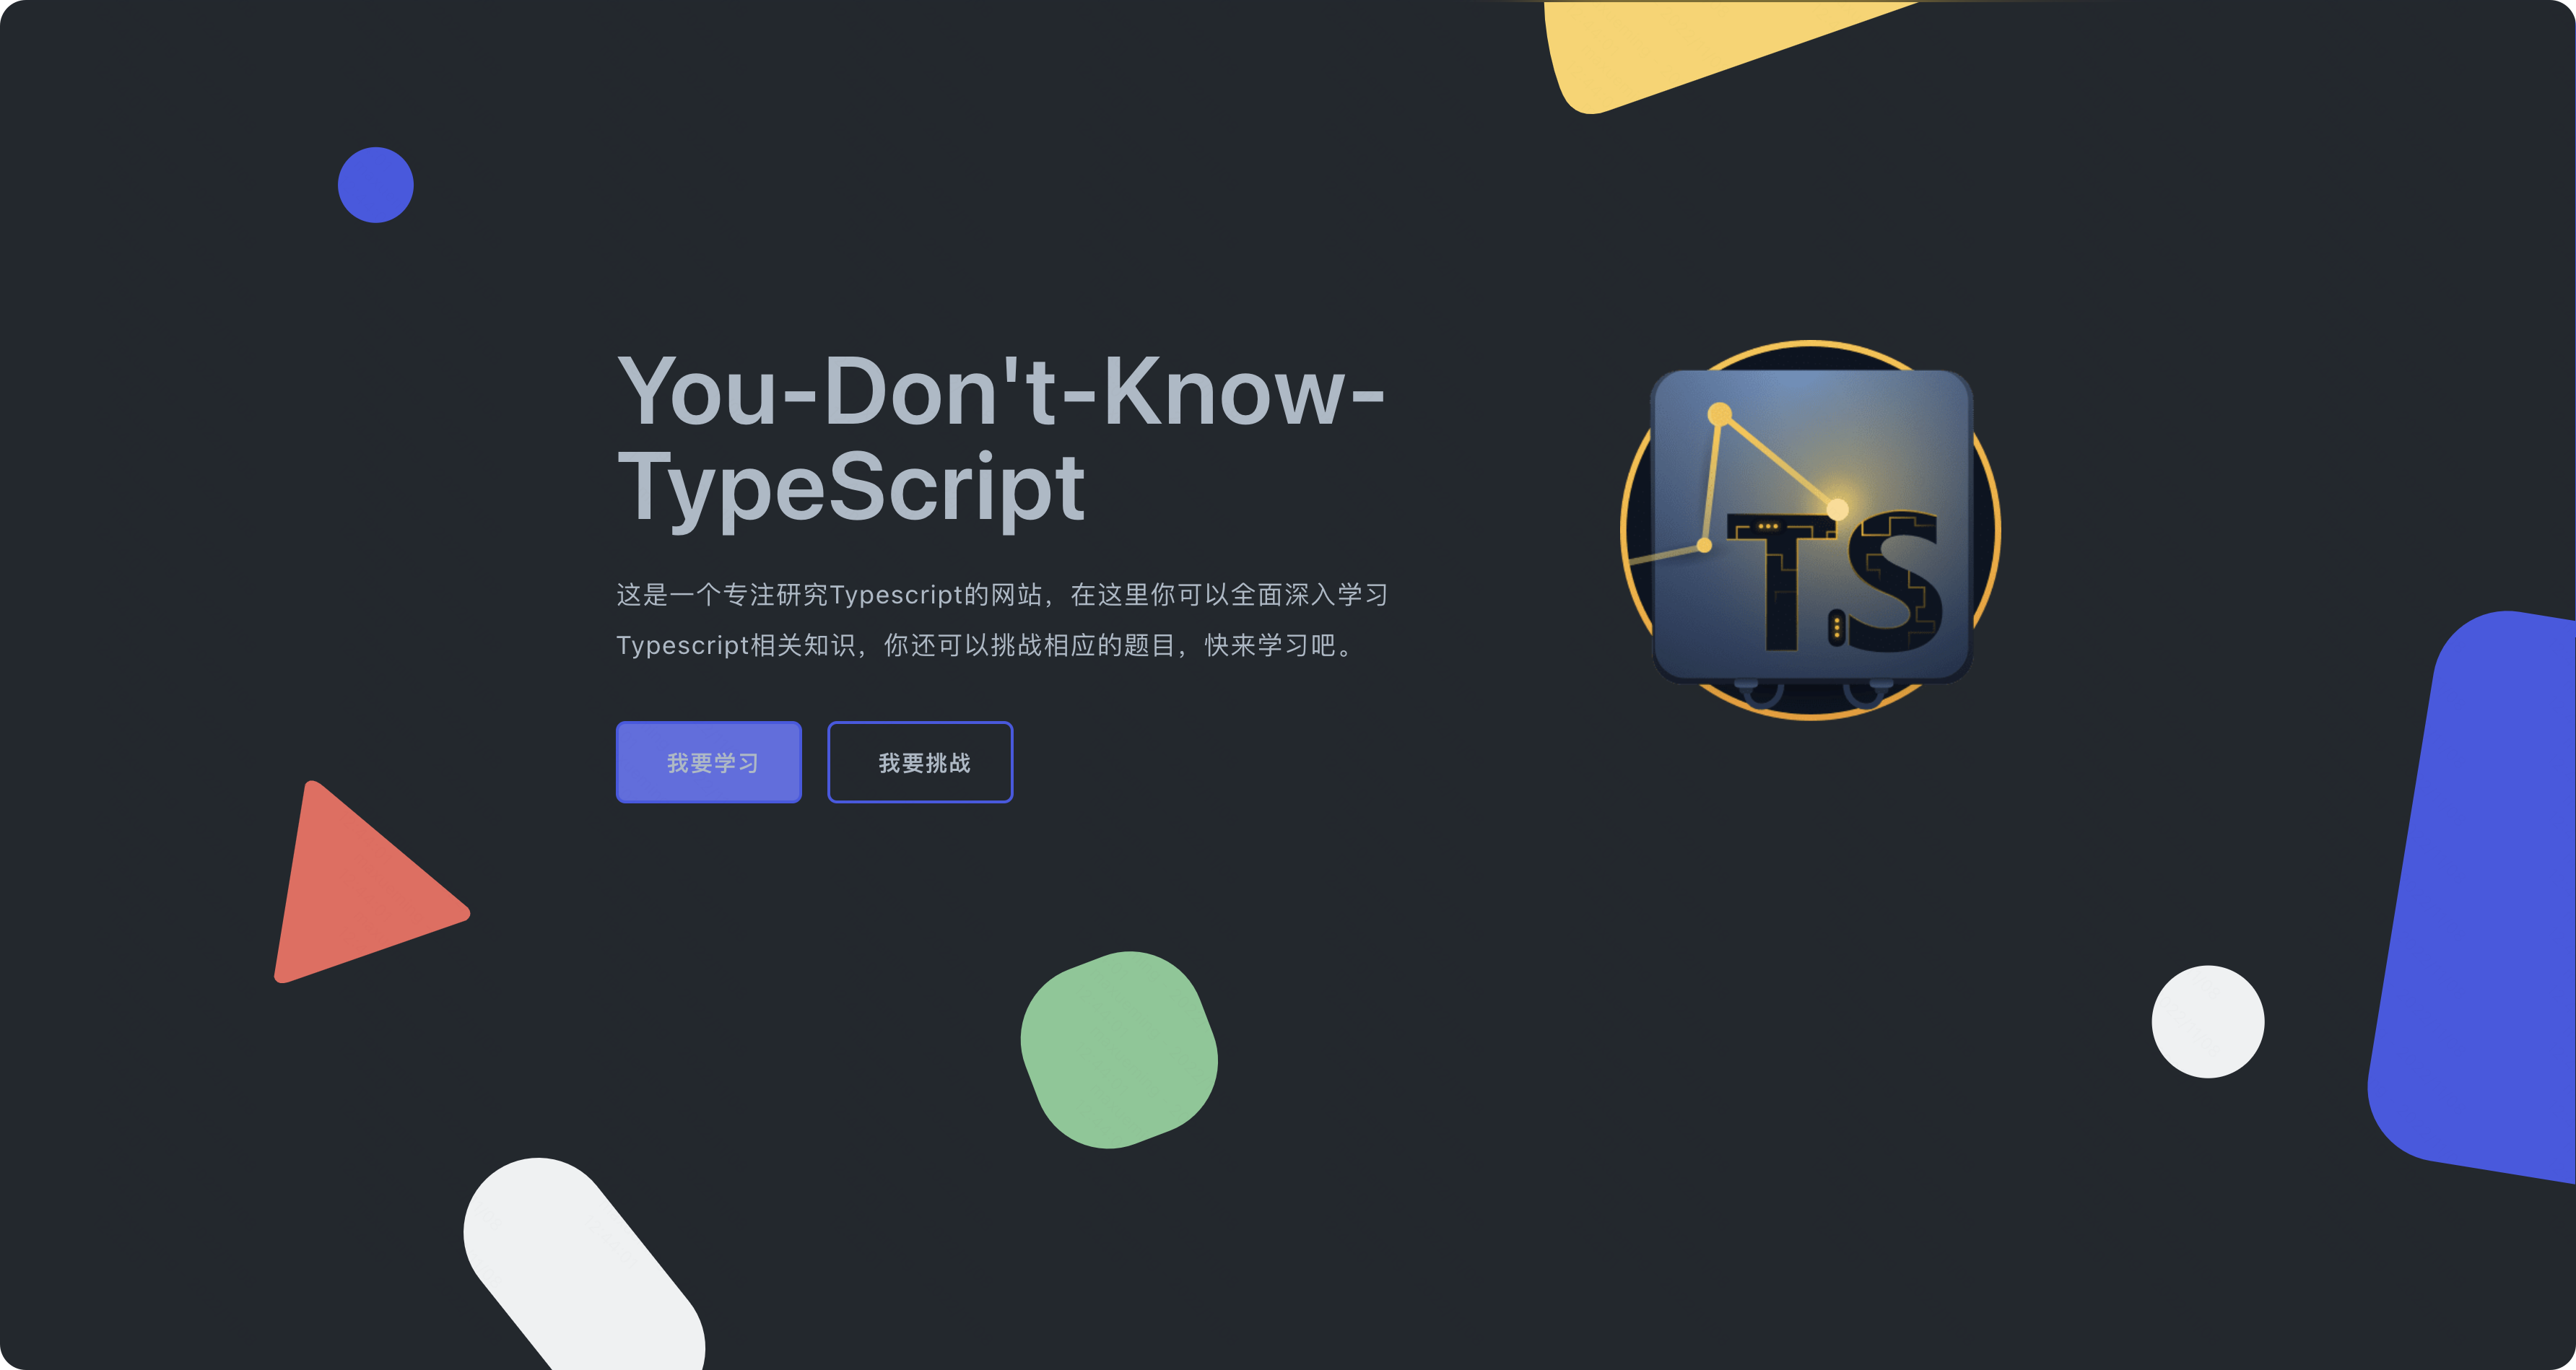 You-Don't-Know-
TypeScript
这是一个专注研究Typescript的网站，在这里你可以全面深入学习
Typescript相关知识，你还可以挑战相应的题目，快来学习吧。
我要学习
我要挑战
TS